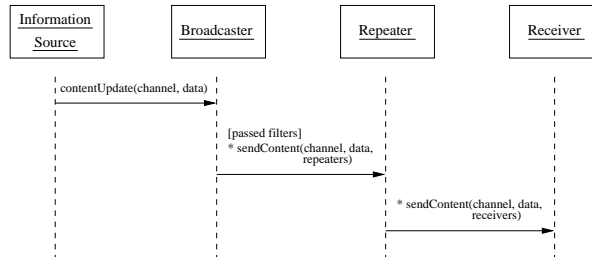 Information
Source
Broadcaster
Repeater
Receiver
contentUpdate(channel, data)
[passed filters]
* sendContent(channel, data,
repeaters)
* sendContent(channel, data,
receivers)